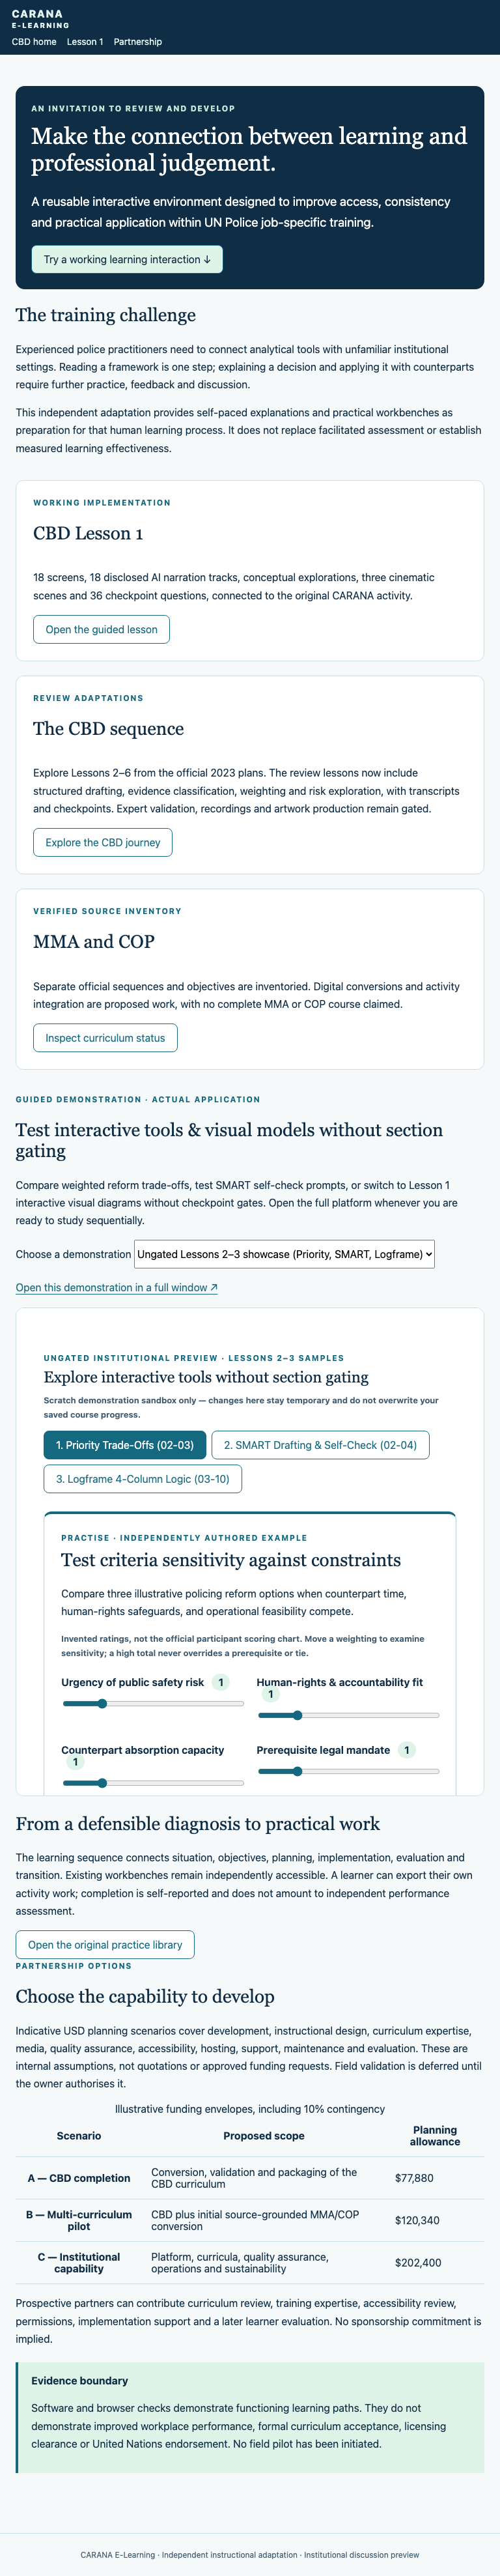 CARANA
E-LEARNING
CBD home Lesson 1 Partnership
AN INVITATION TO REVIEW AND DEVELOP
Make the connection between learning and
professional judgement.
A reusable interactive environment designed to improve access, consistency
and practical application within UN Police job-specific training.
Try a working learning interaction ↓
The training challenge
Experienced police practitioners need to connect analytical tools with unfamiliar institutional
settings. Reading a framework is one step; explaining a decision and applying it with counterparts
require further practice, feedback and discussion.
This independent adaptation provides self-paced explanations and practical workbenches as
preparation for that human learning process. It does not replace facilitated assessment or establish
measured learning effectiveness.
WORKING IMPLEMENTATION
CBD Lesson 1
18 screens, 18 disclosed AI narration tracks, conceptual explorations, three cinematic
scenes and 36 checkpoint questions, connected to the original CARANA activity.
Open the guided lesson
REVIEW ADAPTATIONS
The CBD sequence
Explore Lessons 2–6 from the official 2023 plans. The review lessons now include
structured drafting, evidence classification, weighting and risk exploration, with transcripts
and checkpoints. Expert validation, recordings and artwork production remain gated.
Explore the CBD journey
VERIFIED SOURCE INVENTORY
MMA and COP
Separate official sequences and objectives are inventoried. Digital conversions and activity
integration are proposed work, with no complete MMA or COP course claimed.
Inspect curriculum status
GUIDED DEMONSTRATION · ACTUAL APPLICATION
Test interactive tools & visual models without section
gating
Compare weighted reform trade-offs, test SMART self-check prompts, or switch to Lesson 1
interactive visual diagrams without checkpoint gates. Open the full platform whenever you are
ready to study sequentially.
Choose a demonstration Ungated Lessons 2–3 showcase (Priority, SMART, Logframe)
Open this demonstration in a full window ↗
UNGATED INSTITUTIONAL PREVIEW · LESSONS 2–3 SAMPLES
Explore interactive tools without section gating
Scratch demonstration sandbox only — changes here stay temporary and do not overwrite your
saved course progress.
1. Priority Trade-Offs (02-03) 2. SMART Drafting & Self-Check (02-04)
3. Logframe 4-Column Logic (03-10)
PRACTISE · INDEPENDENTLY AUTHORED EXAMPLE
Test criteria sensitivity against constraints
Compare three illustrative policing reform options when counterpart time,
human-rights safeguards, and operational feasibility compete.
Invented ratings, not the official participant scoring chart. Move a weighting to examine
sensitivity; a high total never overrides a prerequisite or tie.
Urgency of public safety risk 1 Human-rights & accountability fit
1
Counterpart absorption capacity Prerequisite legal mandate 1
1
From a defensible diagnosis to practical work
The learning sequence connects situation, objectives, planning, implementation, evaluation and
transition. Existing workbenches remain independently accessible. A learner can export their own
activity work; completion is self-reported and does not amount to independent performance
assessment.
Open the original practice library
PARTNERSHIP OPTIONS
Choose the capability to develop
Indicative USD planning scenarios cover development, instructional design, curriculum expertise,
media, quality assurance, accessibility, hosting, support, maintenance and evaluation. These are
internal assumptions, not quotations or approved funding requests. Field validation is deferred until
the owner authorises it.
Illustrative funding envelopes, including 10% contingency
Scenario Proposed scope Planning
allowance
A — CBD completion Conversion, validation and packaging of the
CBD curriculum $77,880
B — Multi-curriculum
pilot CBD plus initial source-grounded MMA/COP
conversion $120,340
C — Institutional
capability Platform, curricula, quality assurance,
operations and sustainability $202,400
Prospective partners can contribute curriculum review, training expertise, accessibility review,
permissions, implementation support and a later learner evaluation. No sponsorship commitment is
implied.
Evidence boundary
Software and browser checks demonstrate functioning learning paths. They do not
demonstrate improved workplace performance, formal curriculum acceptance, licensing
clearance or United Nations endorsement. No field pilot has been initiated.
CARANA E-Learning · Independent instructional adaptation · Institutional discussion preview